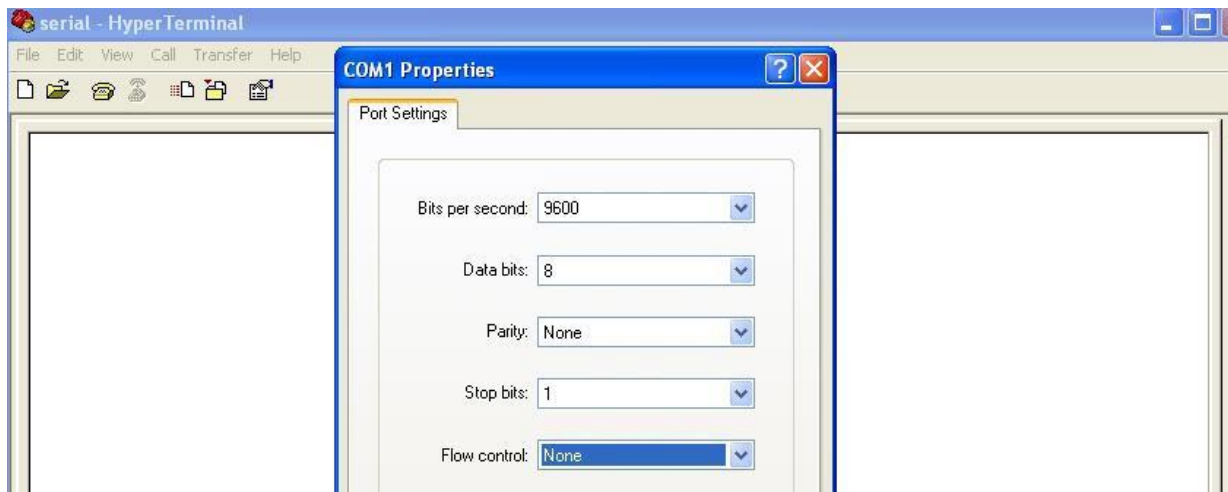 serial - HyperTerminal
File Edit View Call Transfer Help
COM1 Properties
Port Settings
Bits per second: 9600
Data bits: 8
Parity: None
Stop bits: 1
Flow control: None